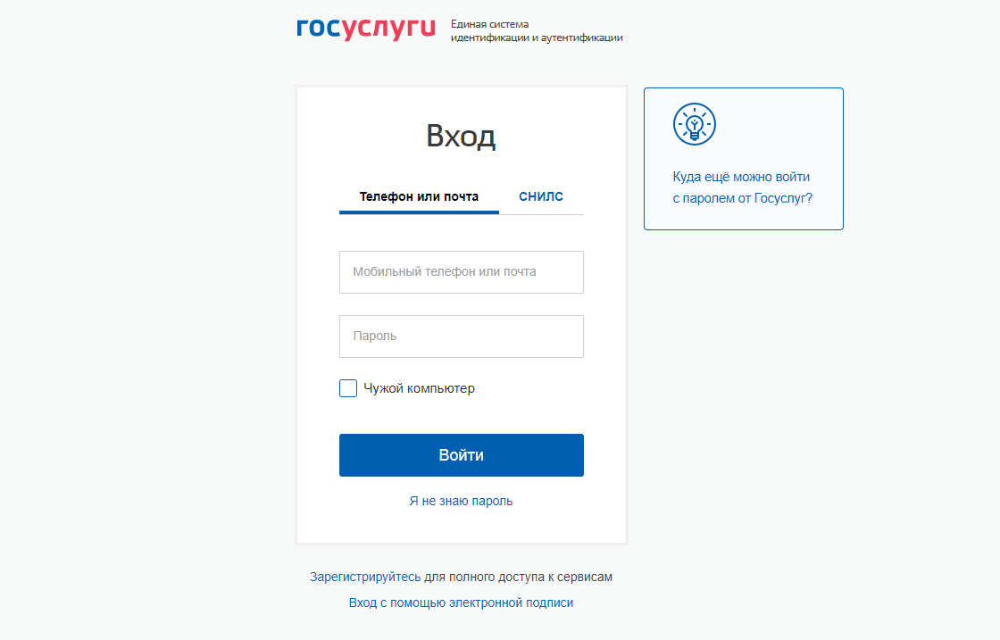 госуслуги
Единая система
идентификации и аутентификации
Вход
Телефон или почта
СНИЛС
Мобильный телефон или почта
Пароль
Чужой компьютер
Войти
Я не знаю пароль
Куда ещё можно войти
с паролем от Госуслуг?
Зарегистрируйтесь для полного доступа к сервисам
Вход с помощью электронной подписи